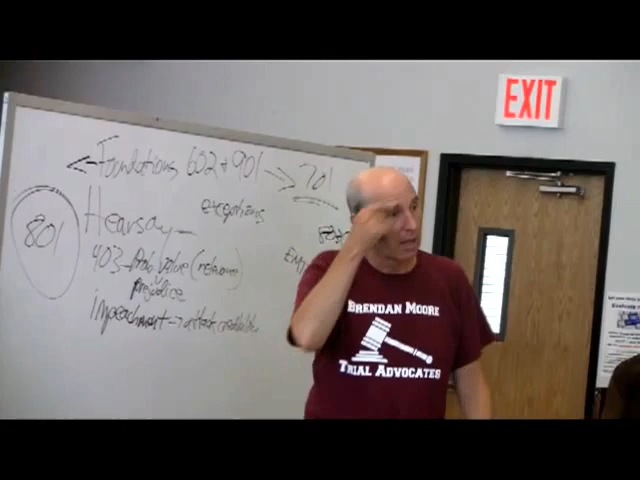 EXIT
Foundations 602 + 901 → 701
exceptions
801
Hearsay
403 Prob Value (relevance)
prejudice
impeachment → attack credibility
BRENDAN MOORE
TRIAL ADVOCATES